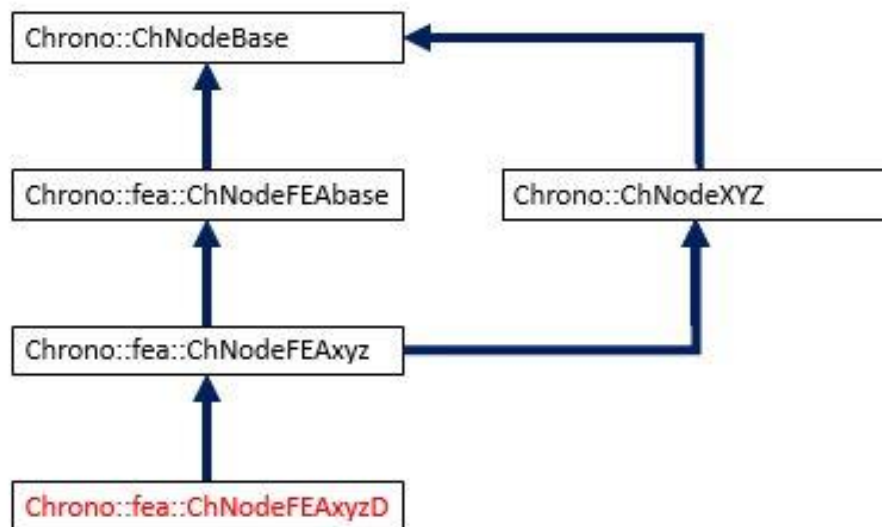 Chrono::ChNodeBase
Chrono::fea::ChNodeFEAbase
Chrono::ChNodeXYZ
Chrono::fea::ChNodeFEAxyz
Chrono::fea::ChNodeFEAxyzD